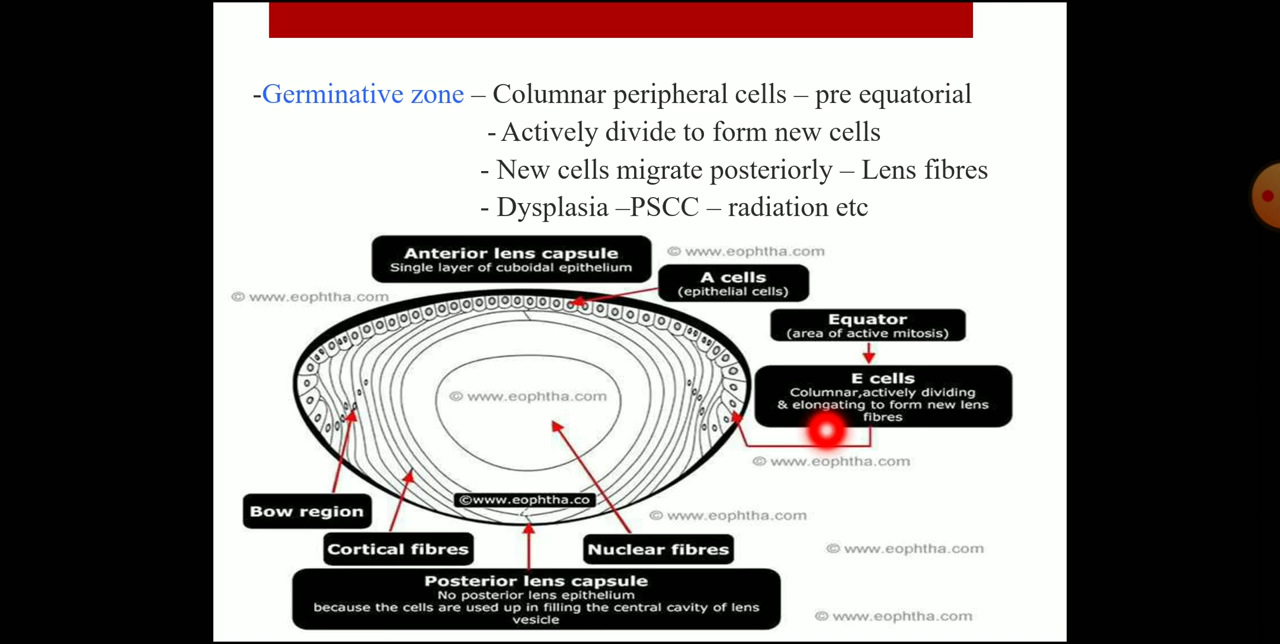 -Germinative zone – Columnar peripheral cells – pre equatorial
- Actively divide to form new cells
- New cells migrate posteriorly – Lens fibres
- Dysplasia –PSCC – radiation etc
Anterior lens capsule
Single layer of cuboidal epithelium
© www.eophtha.com
A cells
(epithelial cells)
© www.eophtha.com
Equator
(area of active mitosis)
E cells
Columnar,actively dividing
& elongating to form new lens
fibres
© www.eophtha.com
© www.eophtha.com
©www.eophtha.co
Bow region
© www.eophtha.com
Cortical fibres
Nuclear fibres
© www.eophtha.com
Posterior lens capsule
No posterior lens epithelium
because the cells are used up in filling the central cavity of lens
vesicle
© www.eophtha.com